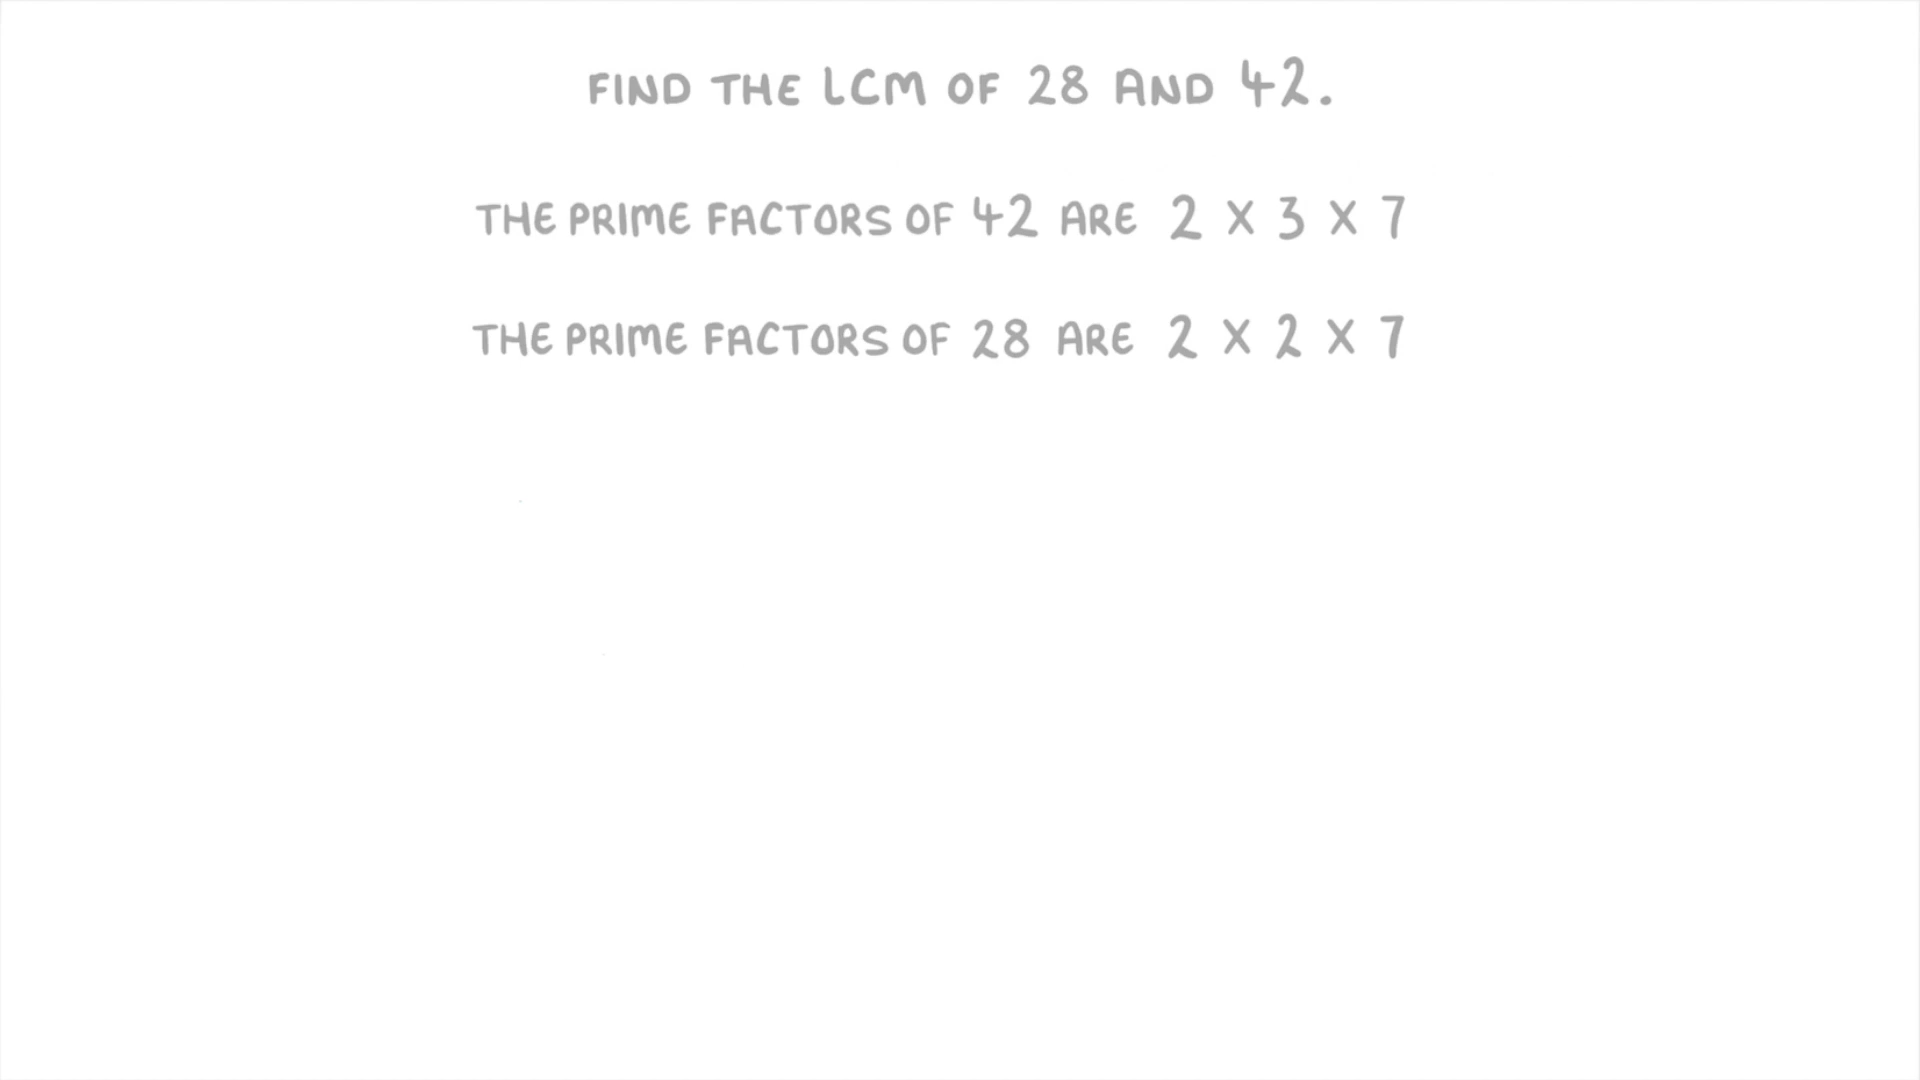 FIND THE LCM OF 28 AND 42.
THE PRIME FACTORS OF 42 ARE 2 X 3 X 7
THE PRIME FACTORS OF 28 ARE 2 X 2 X 7